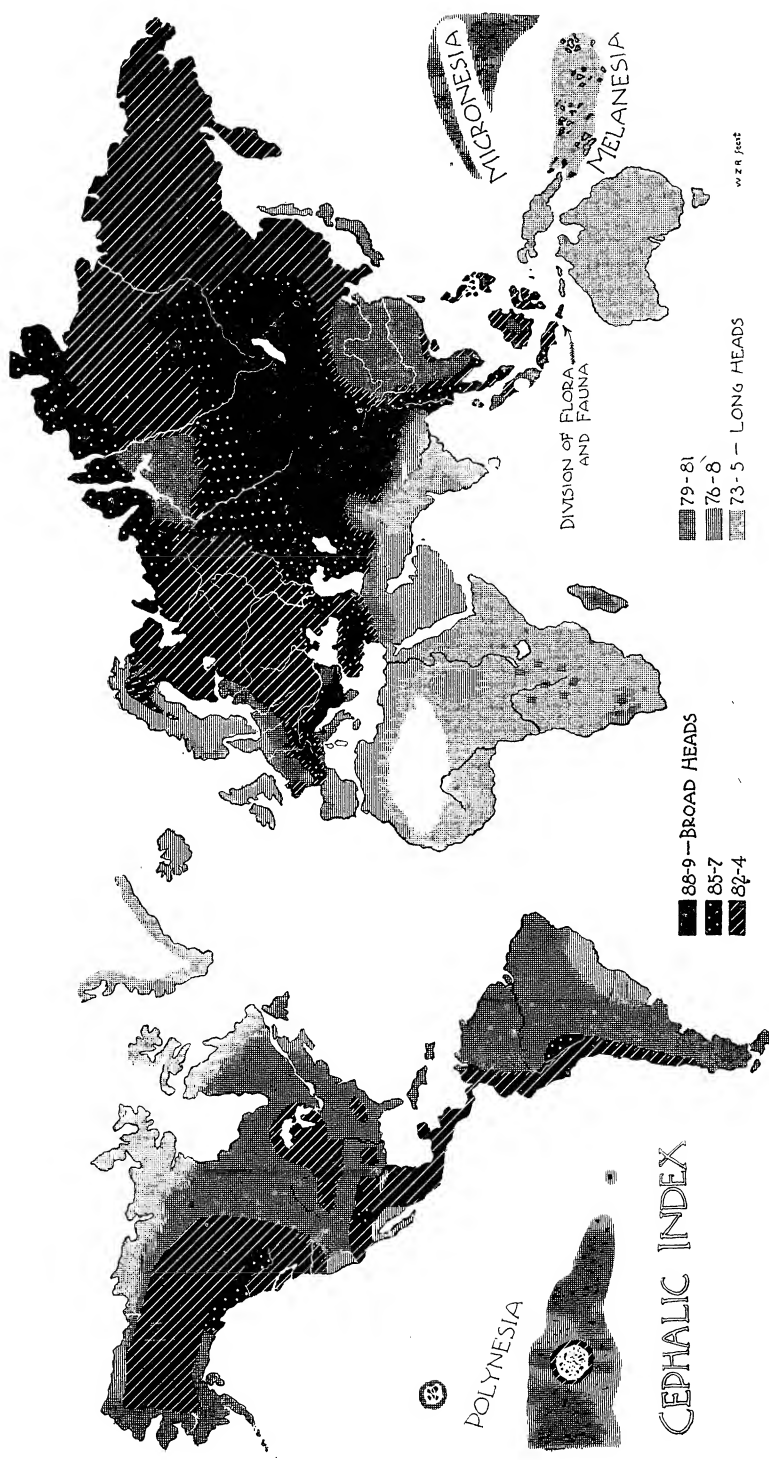 MICRONESIA
MELANESIA
DIVISION OF FLORA
AND FAUNA
W Z R fecit
POLYNESIA
CEPHALIC INDEX
88-9—BROAD HEADS
85-7
82-4
79-81
76-8
73-5 — LONG HEADS